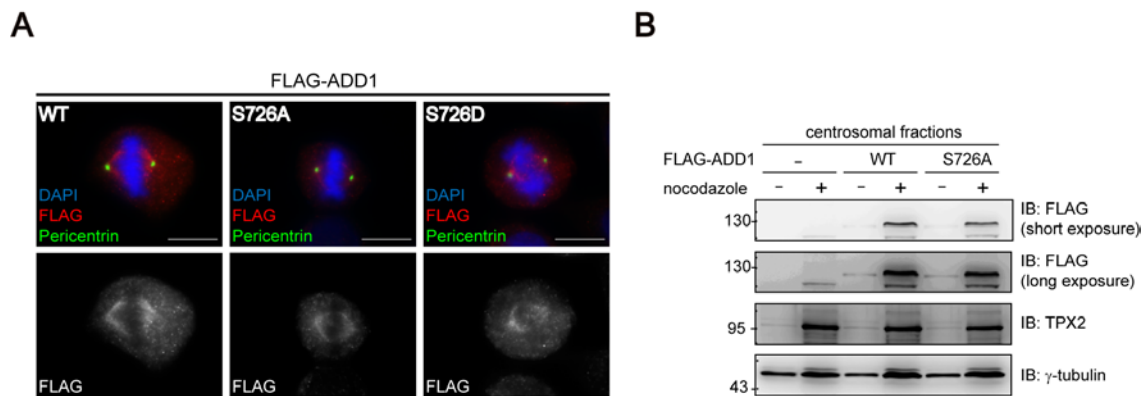 A
FLAG-ADD1
WT
S726A
S726D
DAPI
FLAG
Pericentrin
DAPI
FLAG
Pericentrin
DAPI
FLAG
Pericentrin
FLAG
FLAG
FLAG
B
centrosomal fractions
FLAG-ADD1 – WT S726A
nocodazole – + – + – +
130 IB: FLAG
(short exposure)
130 IB: FLAG
(long exposure)
95 IB: TPX2
IB: γ-tubulin
43